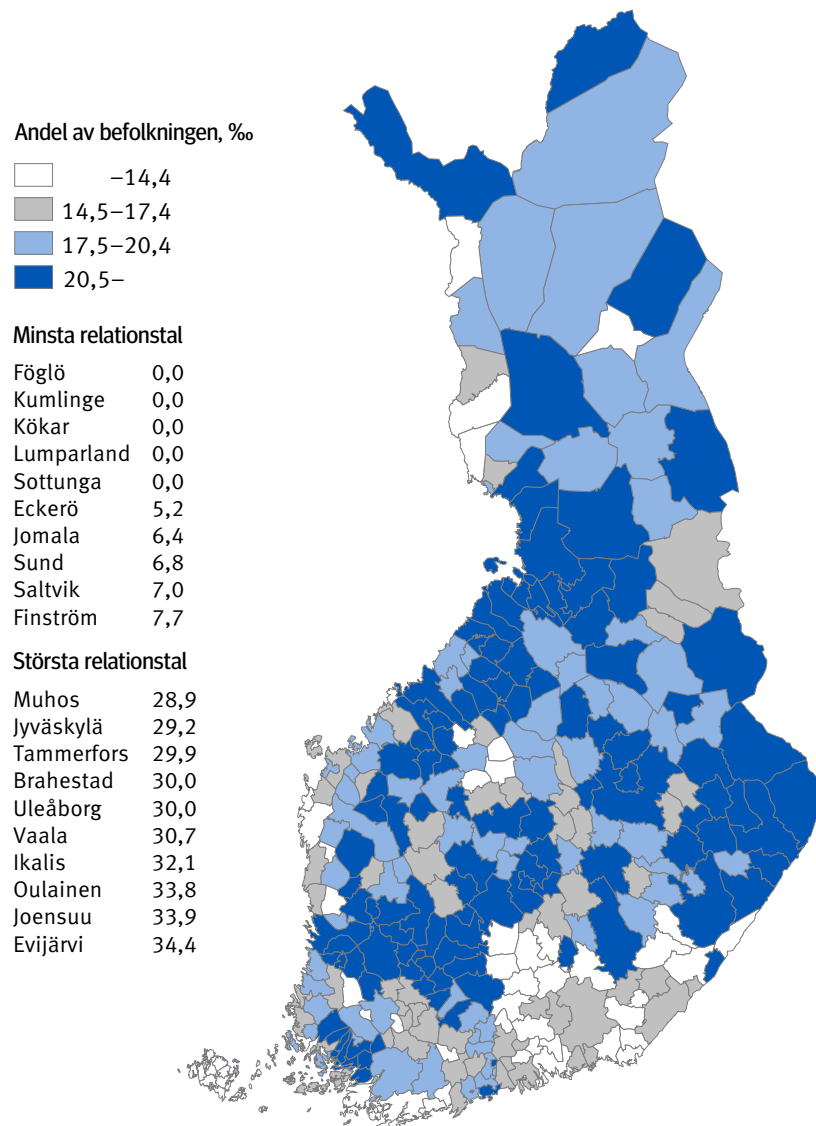 Andel av befolkningen, ‰
–14,4
14,5–17,4
17,5–20,4
20,5–
Minsta relationstal
Föglö 0,0
Kumlinge 0,0
Kökar 0,0
Lumparland 0,0
Sottunga 0,0
Eckerö 5,2
Jomala 6,4
Sund 6,8
Saltvik 7,0
Finström 7,7
Största relationstal
Muhos 28,9
Jyväskylä 29,2
Tammerfors 29,9
Brahestad 30,0
Uleåborg 30,0
Vaala 30,7
Ikalis 32,1
Oulainen 33,8
Joensuu 33,9
Evijärvi 34,4